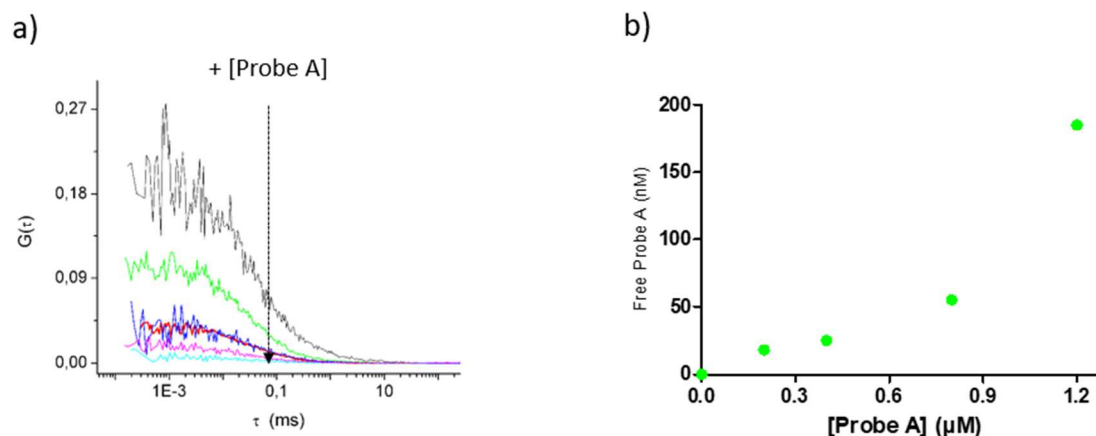 a)
+ [Probe A]
G(τ)
0,27
0,18
0,09
0,00
1E-3
0,1
10
τ (ms)
b)
Free Probe A (nM)
200
150
100
50
0
0.0
0.3
0.6
0.9
1.2
[Probe A] (µM)